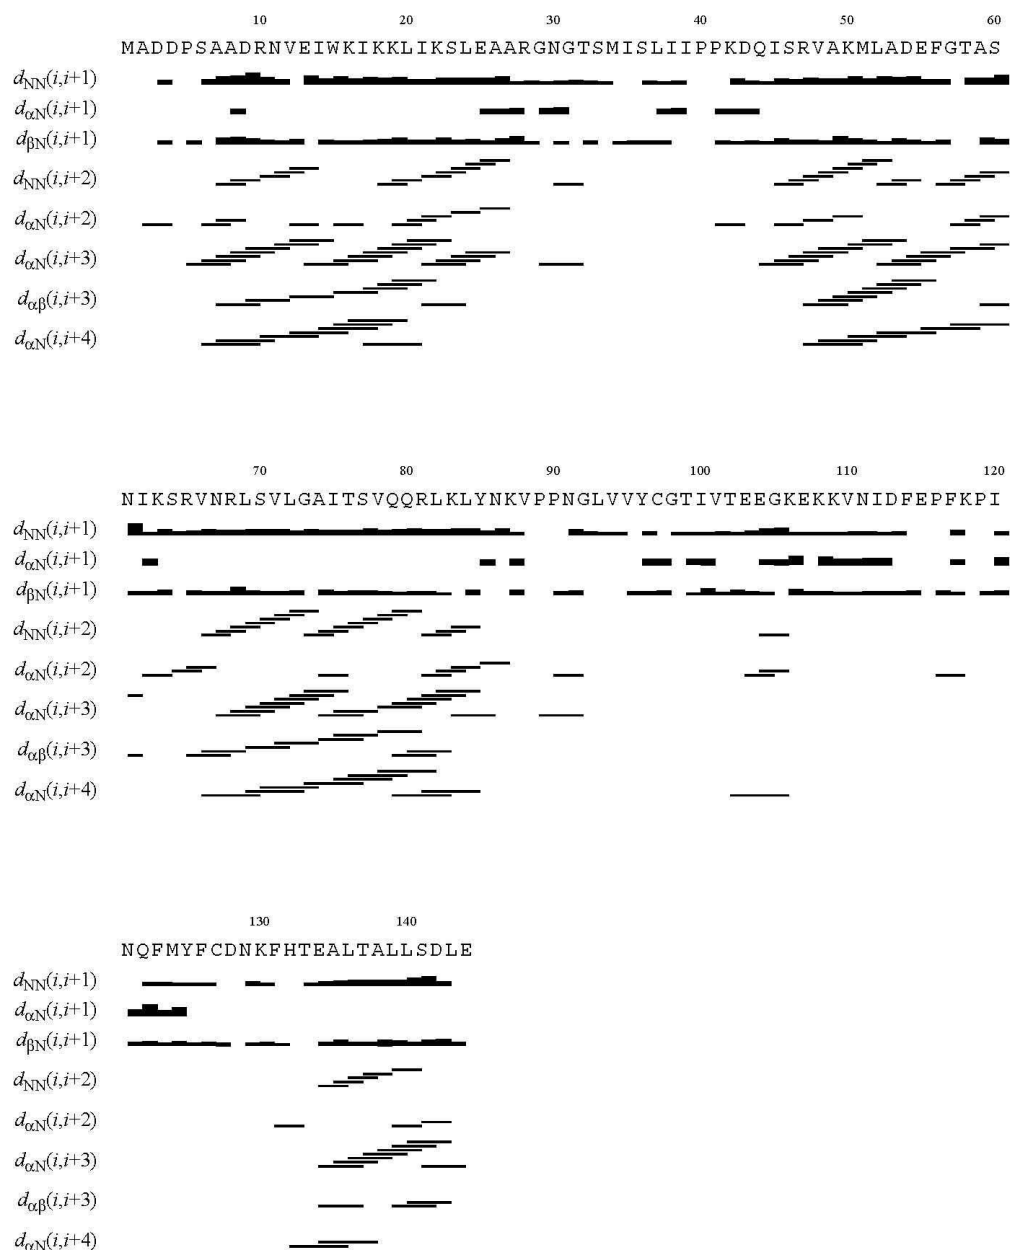 10 20 30 40 50 60
MADDPSAADRNVEIWKIKKLIKSLEAARGNGTSMISLIIPPKDQISRVAKMLADEFGTAS
dNN(i,i+1)
dαN(i,i+1)
dβN(i,i+1)
dNN(i,i+2)
dαN(i,i+2)
dαN(i,i+3)
dαβ(i,i+3)
dαN(i,i+4)
70 80 90 100 110 120
NIKSRVNRLSVLGAITSVQQRLKLYNKVPPNGLVVYCGTIVTEEGKEKKVNIDFEPFKPI
dNN(i,i+1)
dαN(i,i+1)
dβN(i,i+1)
dNN(i,i+2)
dαN(i,i+2)
dαN(i,i+3)
dαβ(i,i+3)
dαN(i,i+4)
130 140
NQFMYFCDNKFHTEALTALLSDLE
dNN(i,i+1)
dαN(i,i+1)
dβN(i,i+1)
dNN(i,i+2)
dαN(i,i+2)
dαN(i,i+3)
dαβ(i,i+3)
dαN(i,i+4)